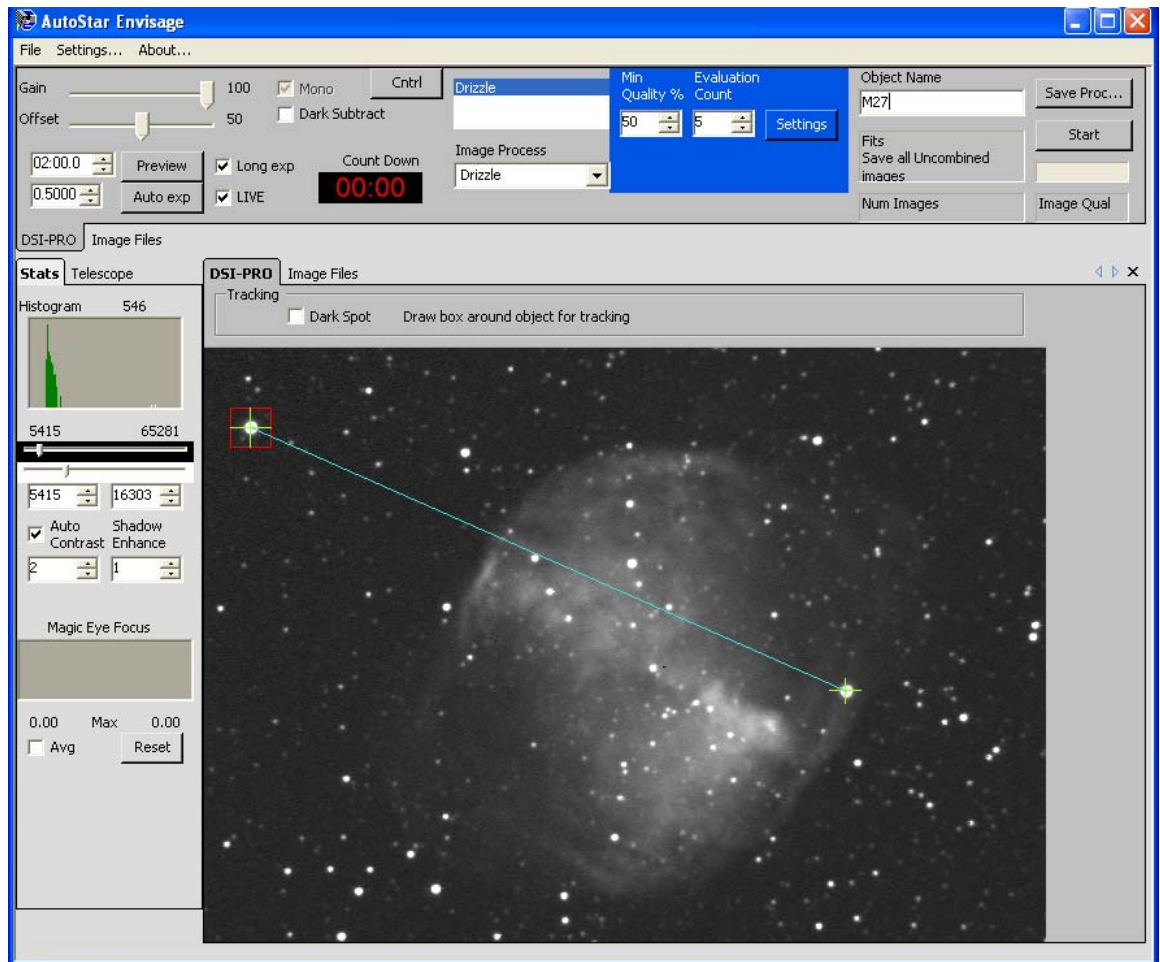 AutoStar Envisage
File Settings... About...
Gain 100
Offset 50
Mono
Cntrl
Dark Subtract
02:00.0
Preview
Long exp
Count Down
0.5000
Auto exp
LIVE
00:00
Drizzle
Image Process
Drizzle
Min Quality %
Evaluation Count
50
5
Settings
Object Name
M27
Save Proc...
Fits
Save all Uncombined
images
Start
Num Images
Image Qual
DSI-PRO Image Files
Stats Telescope
DSI-PRO Image Files
Histogram 546
Tracking
Dark Spot Draw box around object for tracking
5415 65281
5415 16303
Auto Contrast
Shadow Enhance
2 1
Magic Eye Focus
0.00 Max 0.00
Avg Reset